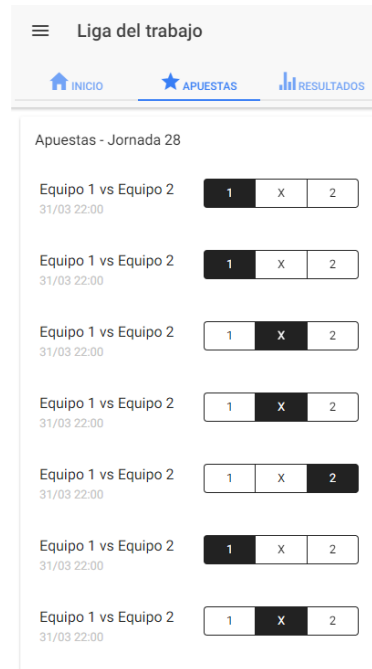 Liga del trabajo
INICIO APUESTAS RESULTADOS
Apuestas - Jornada 28
Equipo 1 vs Equipo 2 1 X 2
31/03 22:00
Equipo 1 vs Equipo 2 1 X 2
31/03 22:00
Equipo 1 vs Equipo 2 1 X 2
31/03 22:00
Equipo 1 vs Equipo 2 1 X 2
31/03 22:00
Equipo 1 vs Equipo 2 1 X 2
31/03 22:00
Equipo 1 vs Equipo 2 1 X 2
31/03 22:00
Equipo 1 vs Equipo 2 1 X 2
31/03 22:00